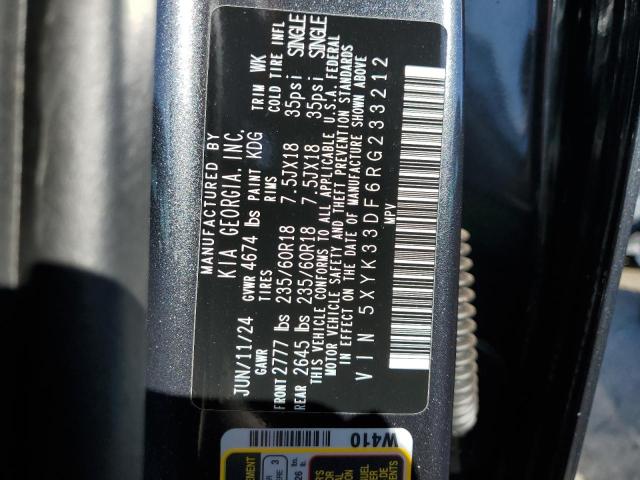 MANUFACTURED BY
KIA GEORGIA, INC.
JUN/11/24 GVWR 4674 lbs PAINT KDG TRIM WK
GAWR TIRES RIMS COLD TIRE INFL
FRONT 2777 lbs 235/60R18 7.5JX18 35psi SINGLE
REAR 2645 lbs 235/60R18 7.5JX18 35psi SINGLE
THIS VEHICLE CONFORMS TO ALL APPLICABLE U.S.A. FEDERAL
MOTOR VEHICLE SAFETY AND THEFT PREVENTION STANDARDS
IN EFFECT ON THE DATE OF MANUFACTURE SHOWN ABOVE
VIN 5XYK33DF6RG233212
MPV
W410
3
26